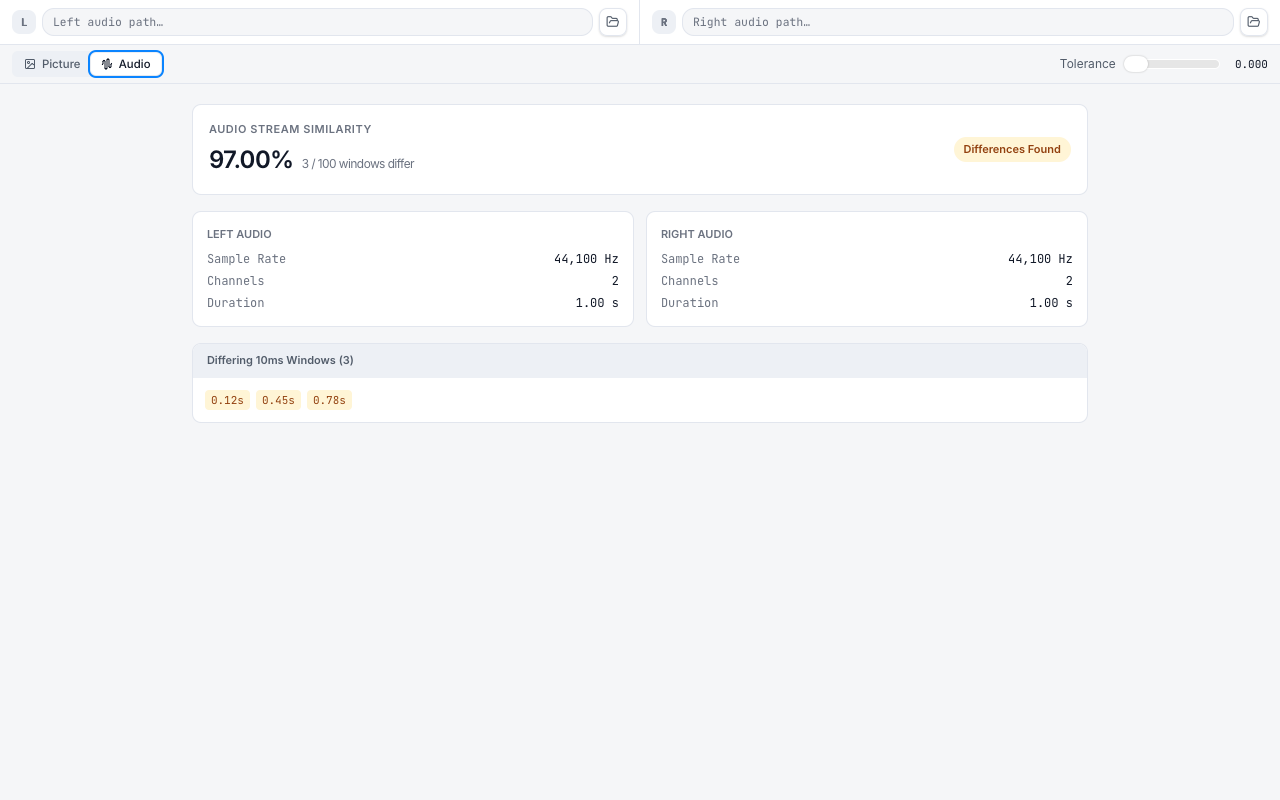 L
Left audio path…
R
Right audio path…
Picture
Audio
Tolerance
0.000
AUDIO STREAM SIMILARITY
97.00% 3 / 100 windows differ
Differences Found
LEFT AUDIO
Sample Rate 44,100 Hz
Channels 2
Duration 1.00 s
RIGHT AUDIO
Sample Rate 44,100 Hz
Channels 2
Duration 1.00 s
Differing 10ms Windows (3)
0.12s 0.45s 0.78s